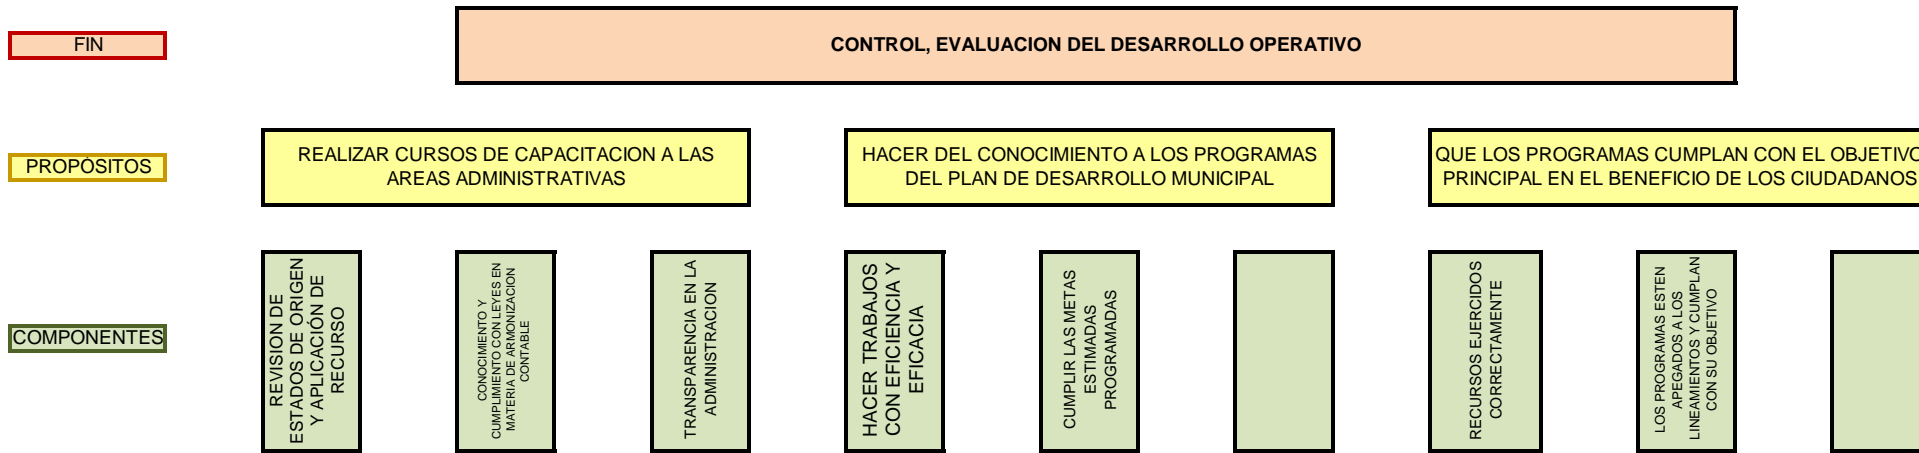 FIN
CONTROL, EVALUACION DEL DESARROLLO OPERATIVO
PROPÓSITOS
REALIZAR CURSOS DE CAPACITACION A LAS
AREAS ADMINISTRATIVAS
HACER DEL CONOCIMIENTO A LOS PROGRAMAS
DEL PLAN DE DESARROLLO MUNICIPAL
QUE LOS PROGRAMAS CUMPLAN CON EL OBJETIVO
PRINCIPAL EN EL BENEFICIO DE LOS CIUDADANOS
COMPONENTES
REVISION DE
ESTADOS DE ORIGEN
Y APLICACIÓN DE
RECURSO
CONOCIMIENTO Y
CUMPLIMIENTO CON LEYES EN
MATERIA DE ARMONIZACION
CONTABLE
TRANSPARENCIA EN LA
ADMINISTRACION
HACER TRABAJOS
CON EFICIENCIA Y
EFICACIA
CUMPLIR LAS METAS
ESTIMADAS
PROGRAMADAS
RECURSOS EJERCIDOS
CORRECTAMENTE
LOS PROGRAMAS ESTEN
APEGADOS A LOS
LINEAMIENTOS Y CUMPLAN
CON SU OBJETIVO